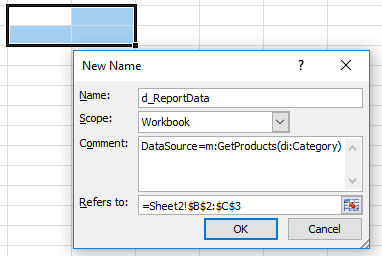 New Name
Name: d_ReportData
Scope: Workbook
Comment: DataSource=m:GetProducts(di:Category)
Refers to: =Sheet2!$B$2:$C$3
OK Cancel